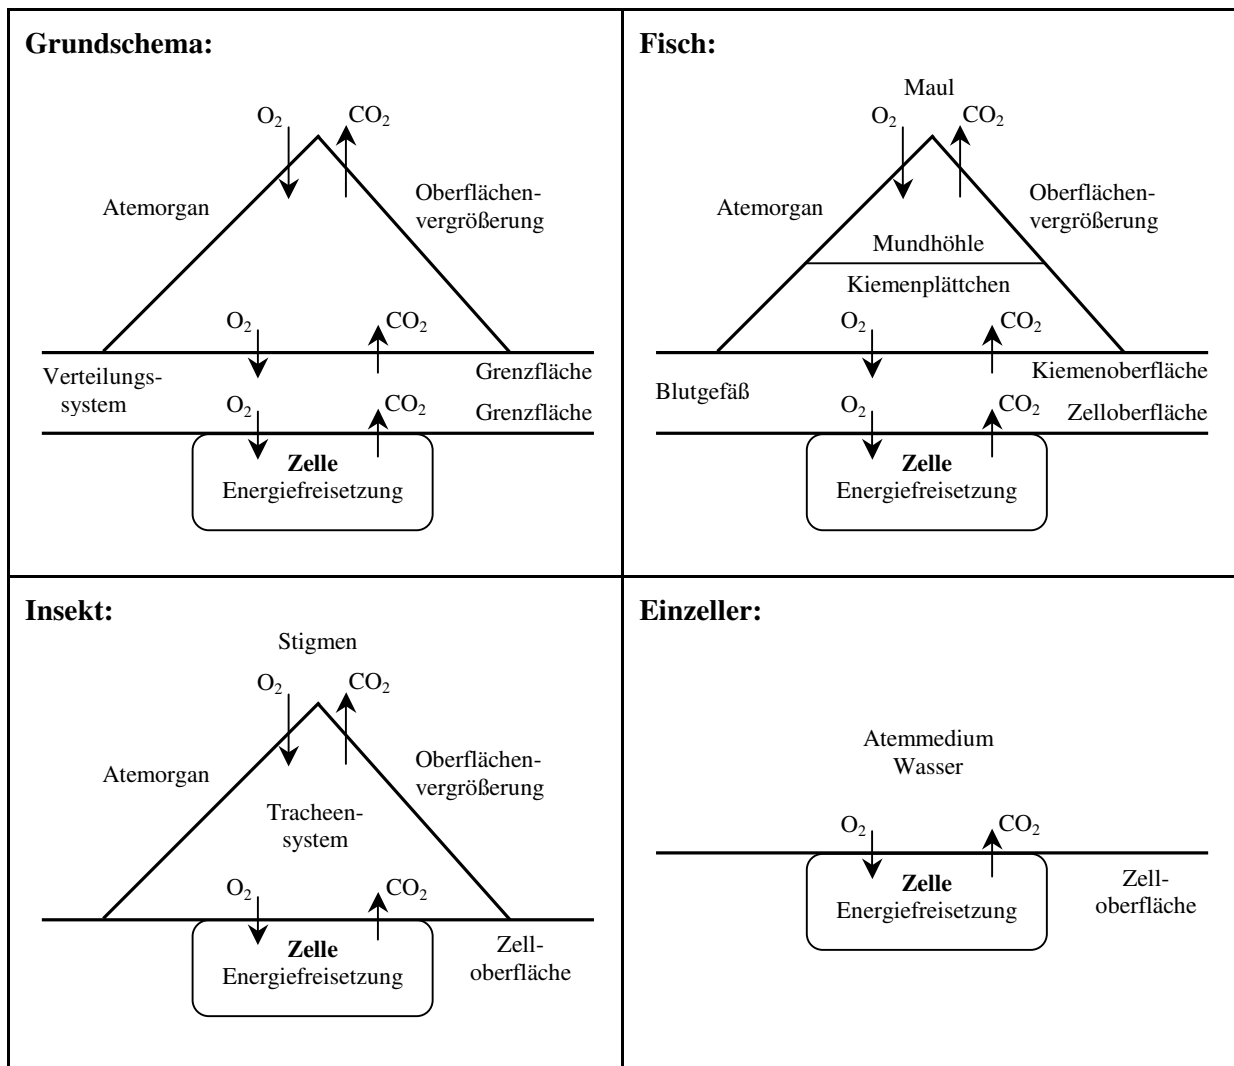 Grundschema:
O₂ CO₂
Atemorgan
Oberflächen-
vergrößerung
O₂ CO₂
Verteilungs-
system
Grenzfläche
O₂ CO₂
Grenzfläche
Zelle
Energiefreisetzung
Fisch:
Maul
O₂ CO₂
Atemorgan
Oberflächen-
vergrößerung
Mundhöhle
Kiemenplättchen
O₂ CO₂
Kiemenoberfläche
Blutgefäß
O₂ CO₂
Zelloberfläche
Zelle
Energiefreisetzung
Insekt:
Stigmen
O₂ CO₂
Atemorgan
Oberflächen-
vergrößerung
Tracheen-
system
O₂ CO₂
Zelle
Energiefreisetzung
Zell-
oberfläche
Einzeller:
Atemmedium
Wasser
O₂ CO₂
Zelle
Energiefreisetzung
Zell-
oberfläche